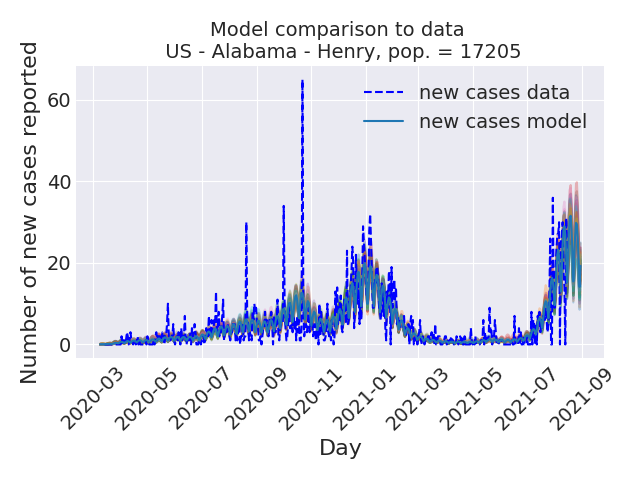 Model comparison to data
US - Alabama - Henry, pop. = 17205
Number of new cases reported
60
40
20
0
new cases data
new cases model
2020-03
2020-05
2020-07
2020-09
2020-11
2021-01
2021-03
2021-05
2021-07
2021-09
Day